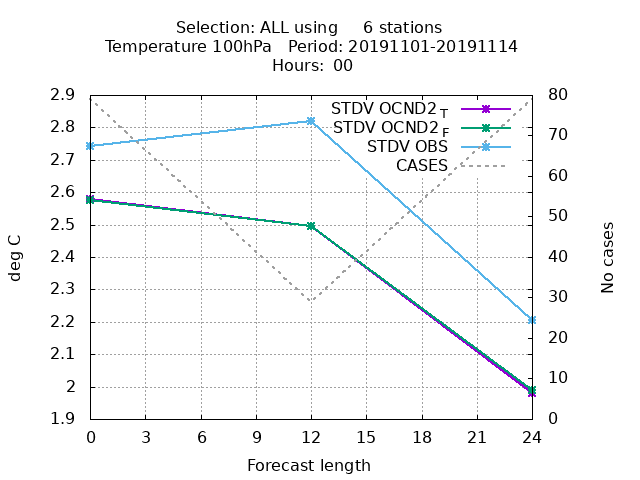 Selection: ALL using     6 stations
Temperature 100hPa   Period: 20191101-20191114
Hours:  00
STDV OCND2_T
STDV OCND2_F
STDV OBS
CASES
deg C
2.9
2.8
2.7
2.6
2.5
2.4
2.3
2.2
2.1
2
1.9
80
70
60
50
40
30
20
10
0
No cases
0 3 6 9 12 15 18 21 24
Forecast length